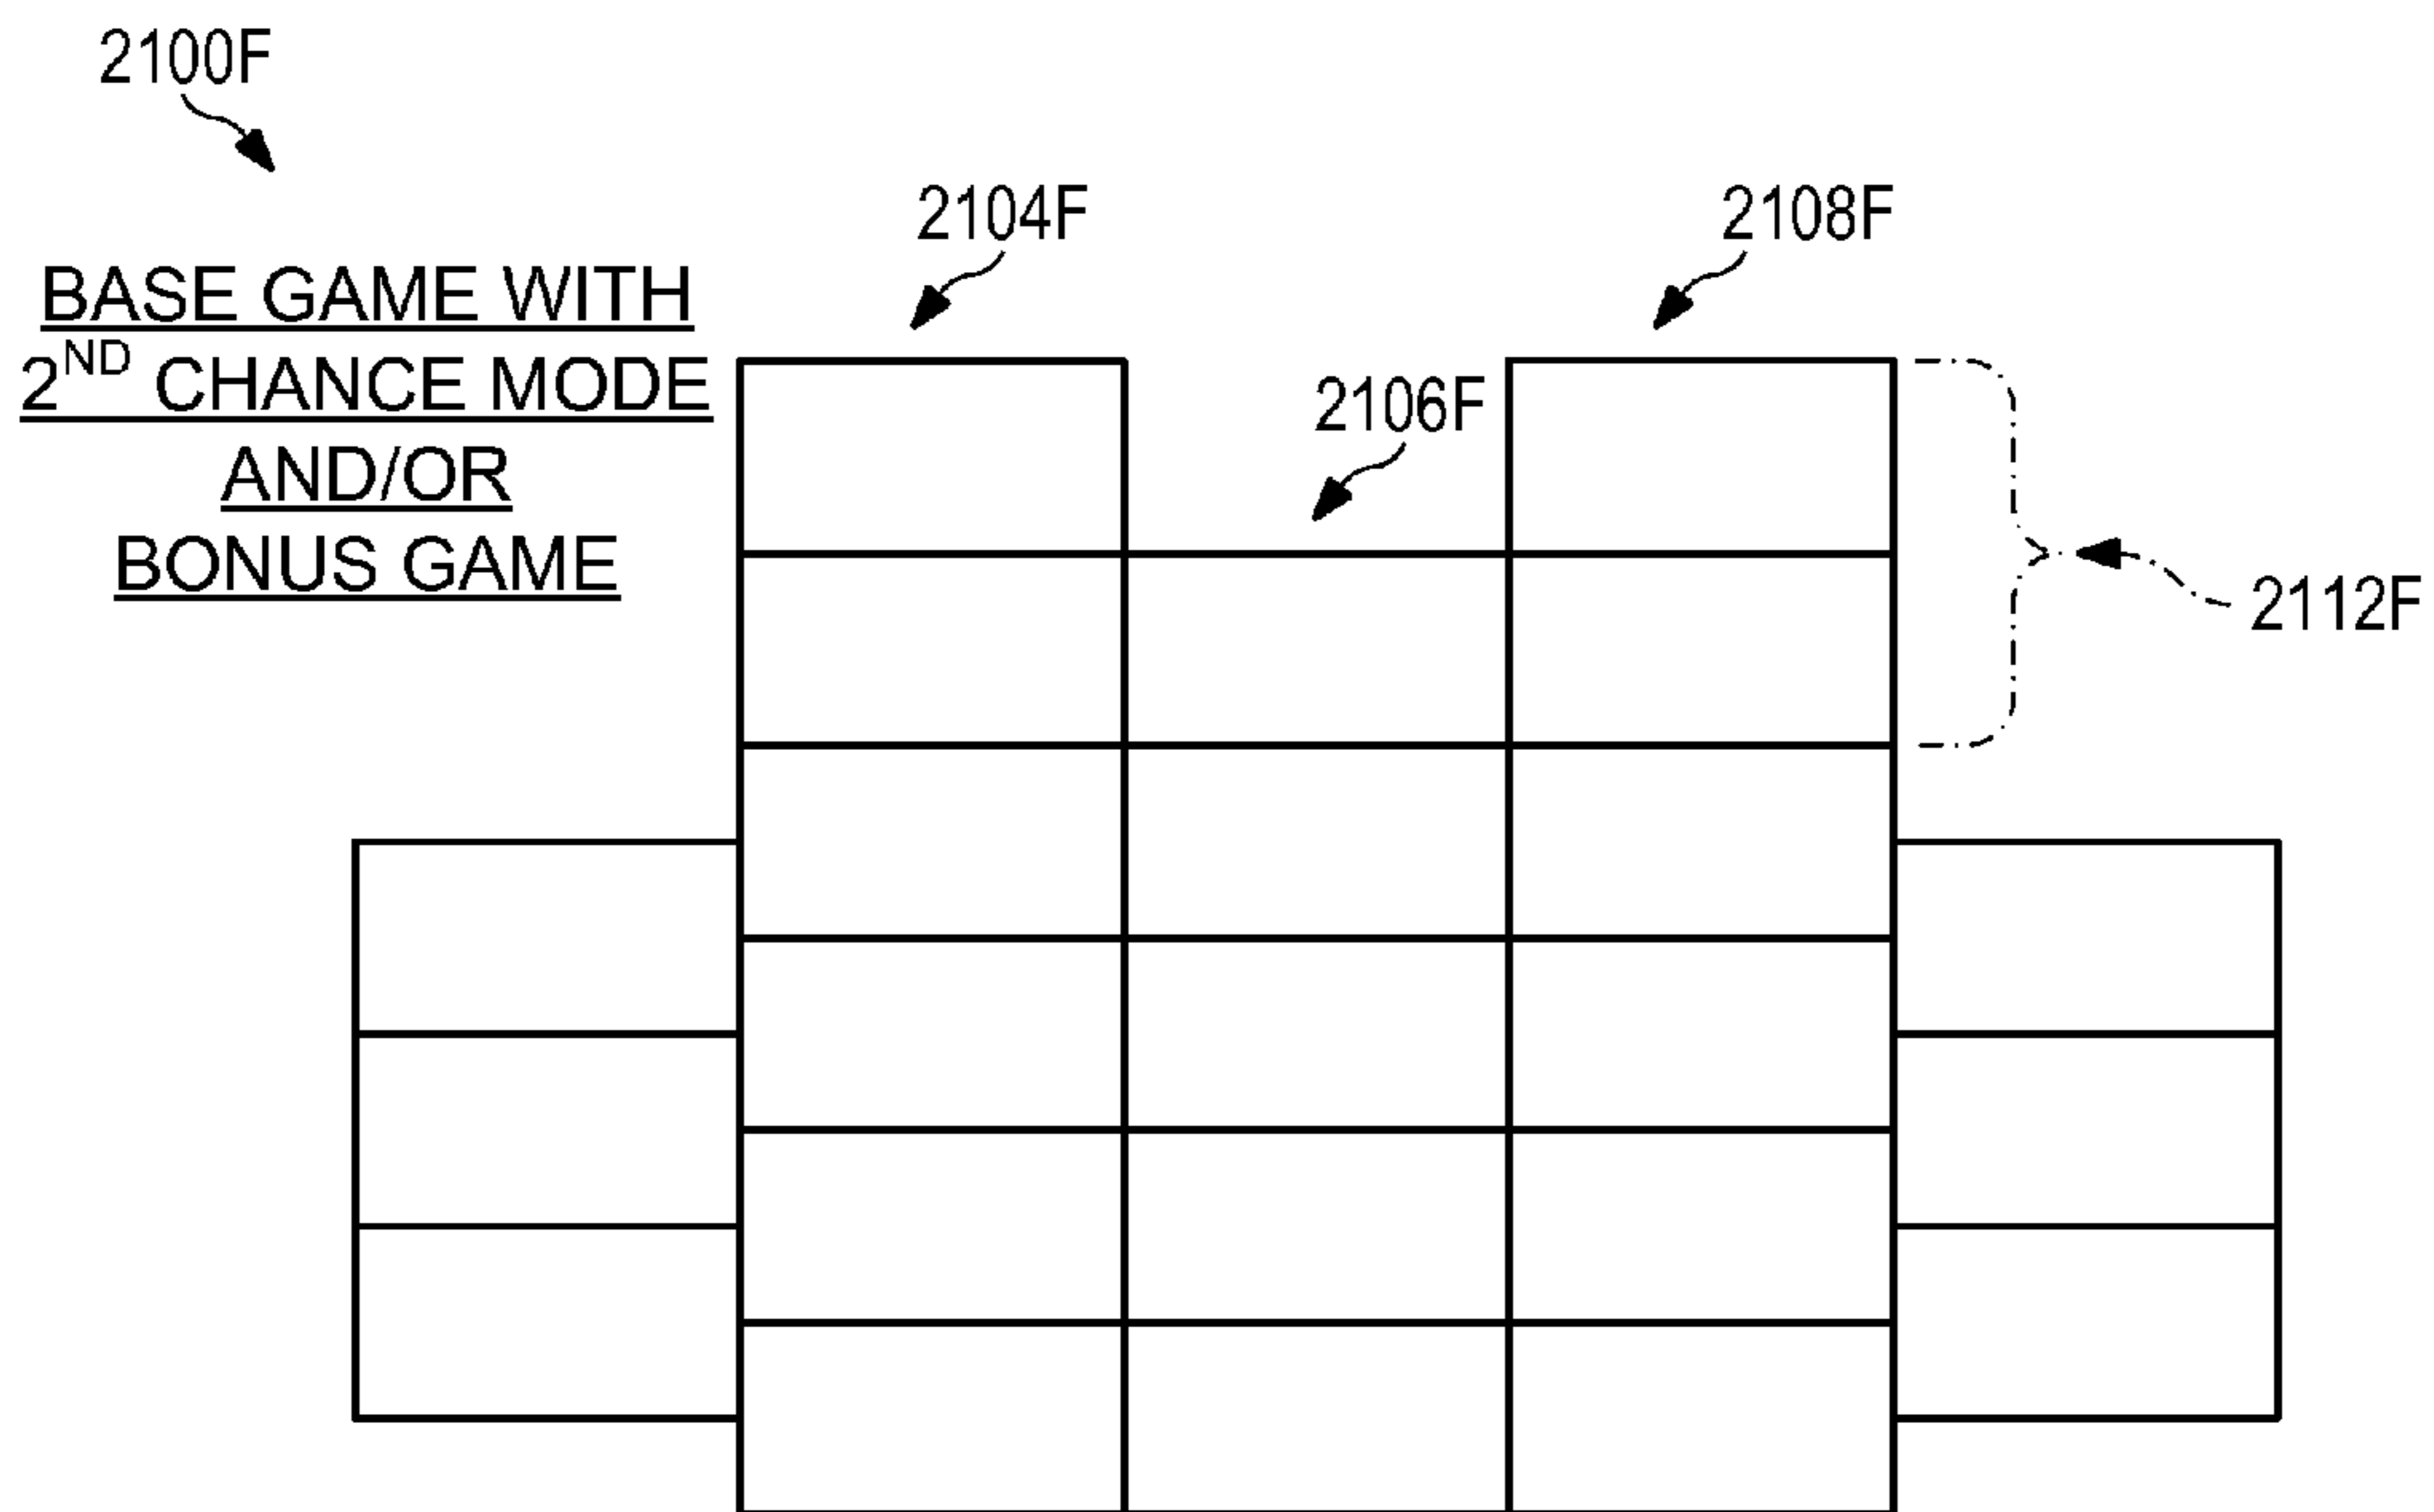 2100F
2104F
2108F
BASE GAME WITH
2ND CHANCE MODE
AND/OR
BONUS GAME
2106F
2112F